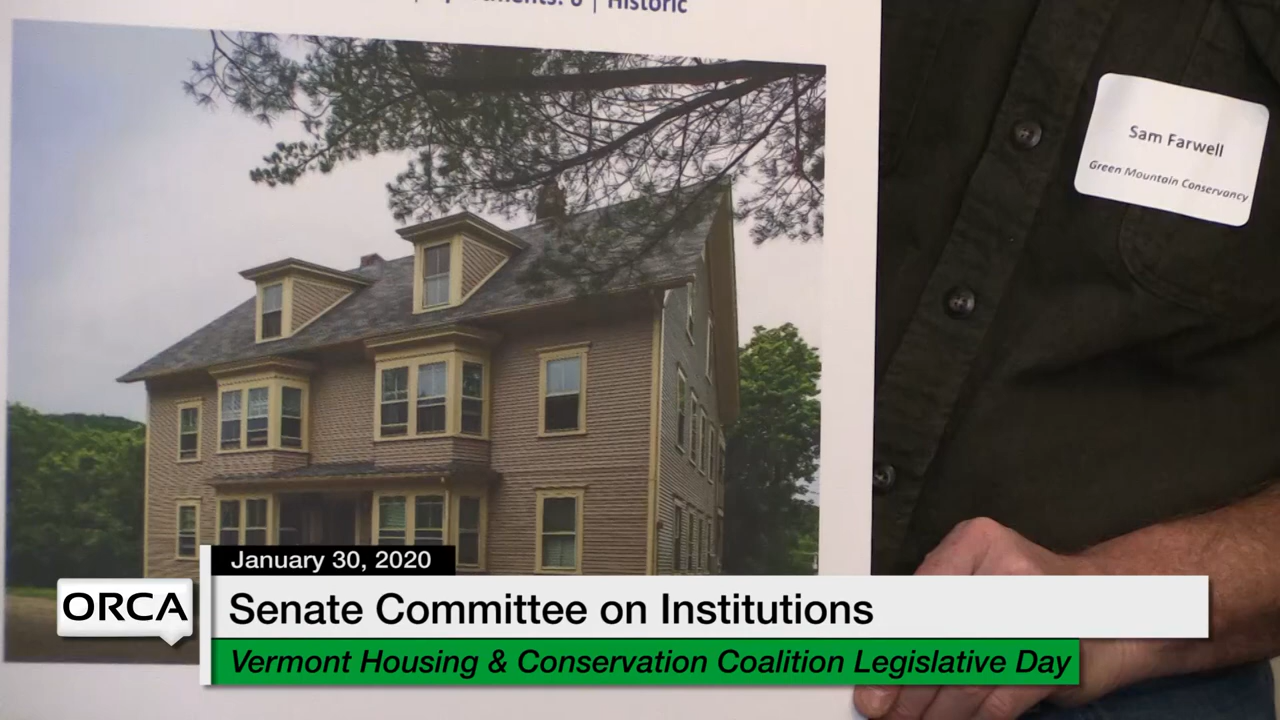 6 | Historic
Sam Farwell
Green Mountain Conservancy
January 30, 2020
ORCA
Senate Committee on Institutions
Vermont Housing & Conservation Coalition Legislative Day